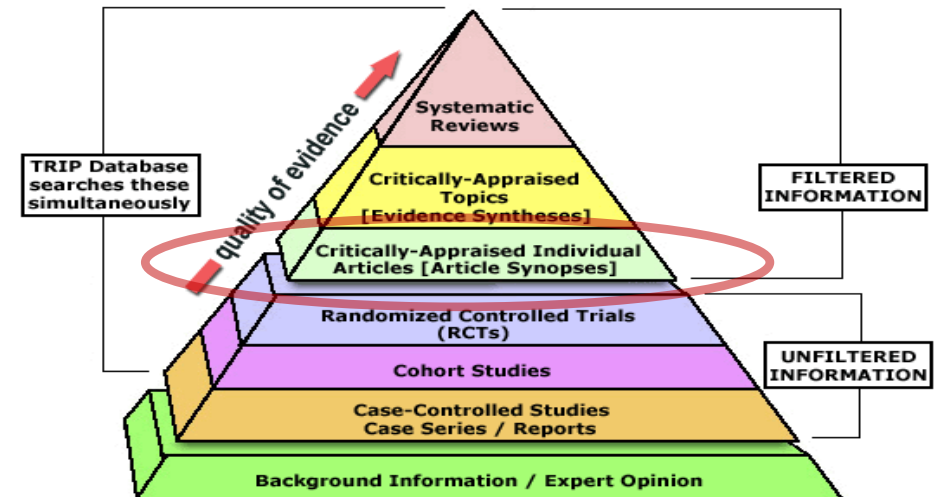 Systematic
Reviews
quality of evidence
TRIP Database
searches these
simultaneously
Critically-Appraised
Topics
[Evidence Syntheses]
FILTERED
INFORMATION
Critically-Appraised Individual
Articles [Article Synopses]
Randomized Controlled Trials
(RCTs)
UNFILTERED
INFORMATION
Cohort Studies
Case-Controlled Studies
Case Series / Reports
Background Information / Expert Opinion